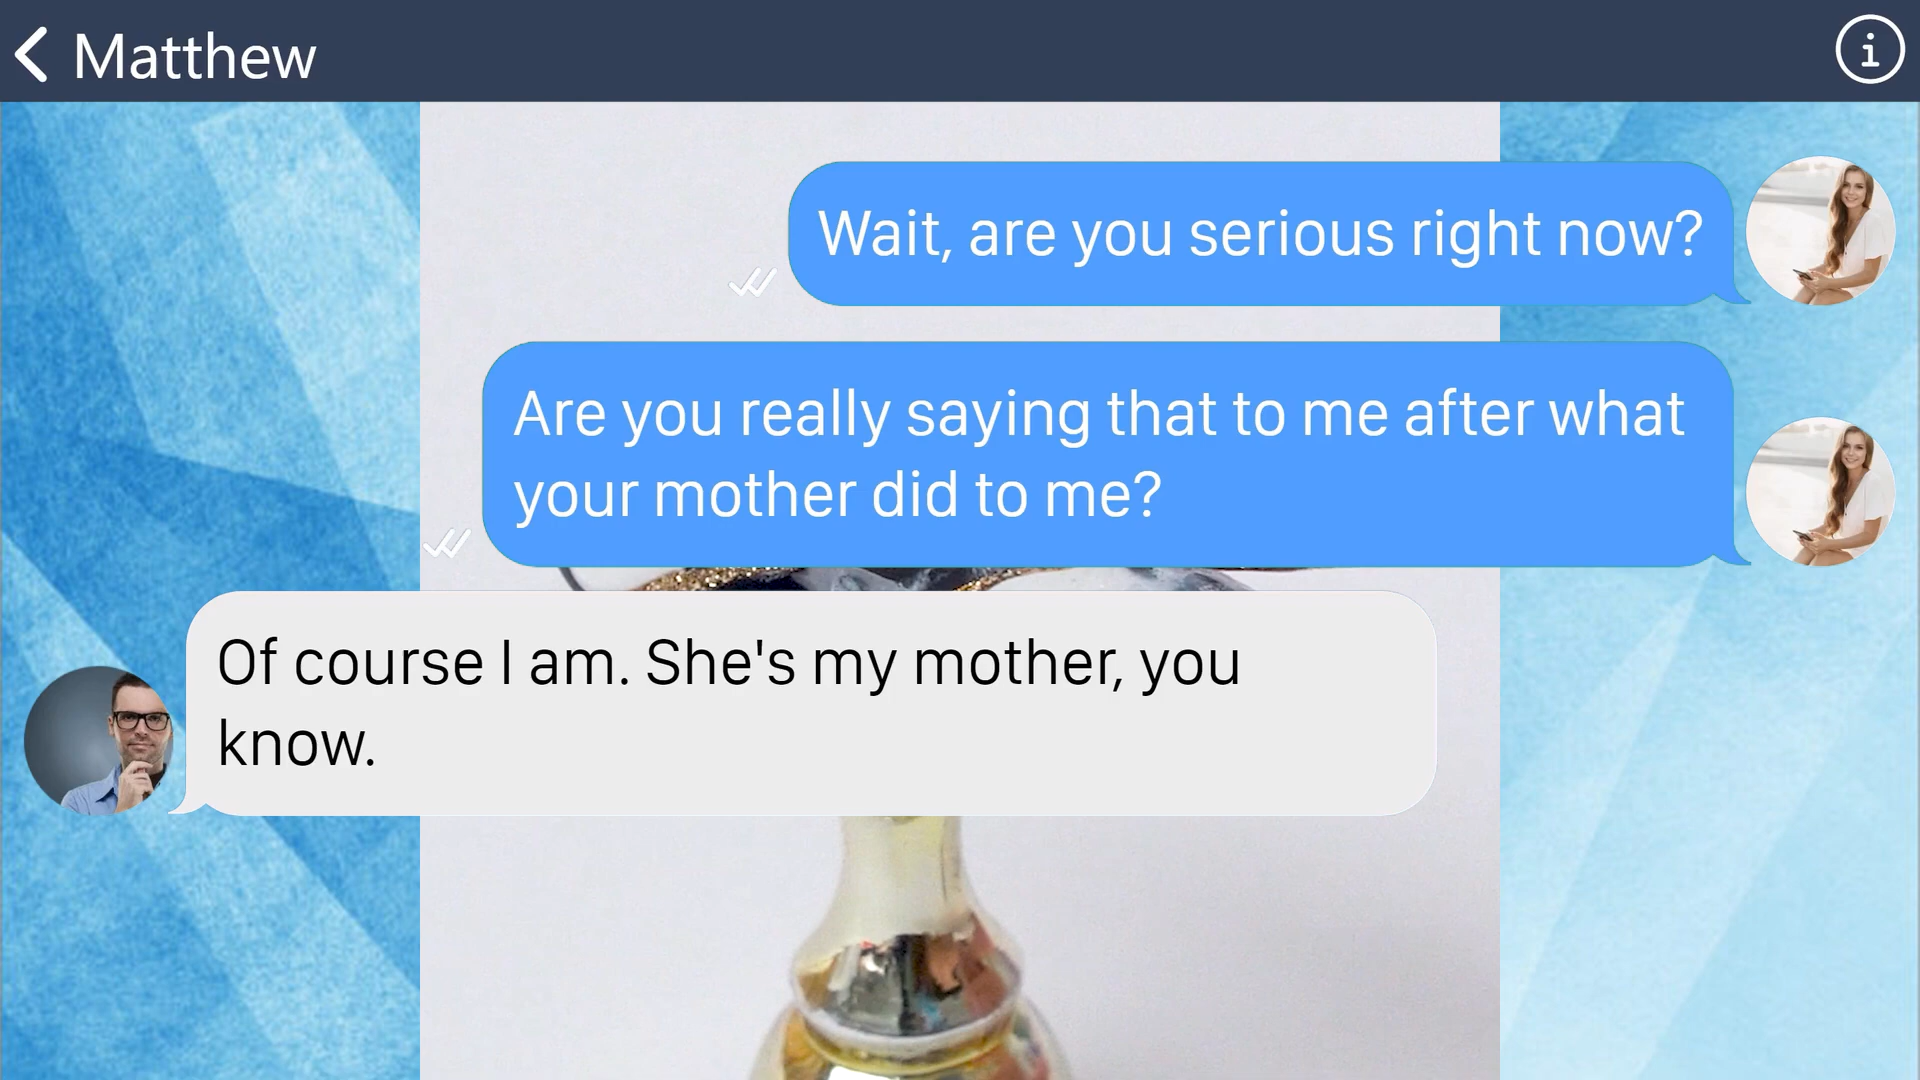 Matthew
Wait, are you serious right now?
Are you really saying that to me after what
your mother did to me?
Of course I am. She's my mother, you
know.